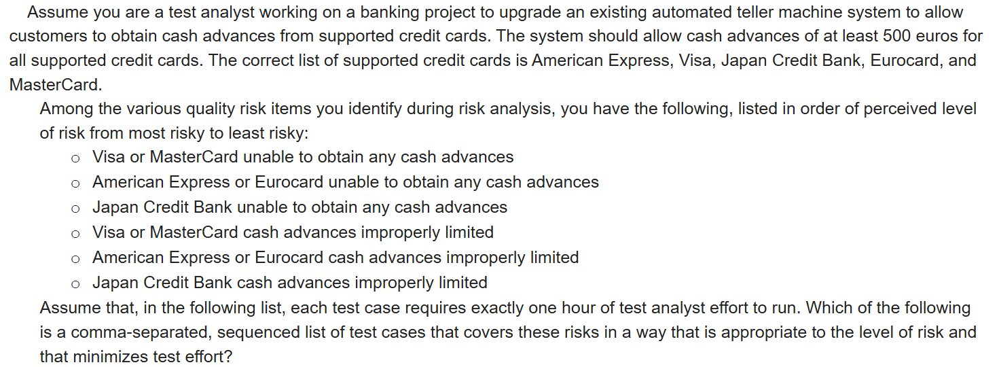 Assume you are a test analyst working on a banking project to upgrade an existing automated teller machine system to allow
customers to obtain cash advances from supported credit cards. The system should allow cash advances of at least 500 euros for
all supported credit cards. The correct list of supported credit cards is American Express, Visa, Japan Credit Bank, Eurocard, and
MasterCard.
Among the various quality risk items you identify during risk analysis, you have the following, listed in order of perceived level
of risk from most risky to least risky:
○ Visa or MasterCard unable to obtain any cash advances
○ American Express or Eurocard unable to obtain any cash advances
○ Japan Credit Bank unable to obtain any cash advances
○ Visa or MasterCard cash advances improperly limited
○ American Express or Eurocard cash advances improperly limited
○ Japan Credit Bank cash advances improperly limited
Assume that, in the following list, each test case requires exactly one hour of test analyst effort to run. Which of the following
is a comma-separated, sequenced list of test cases that covers these risks in a way that is appropriate to the level of risk and
that minimizes test effort?